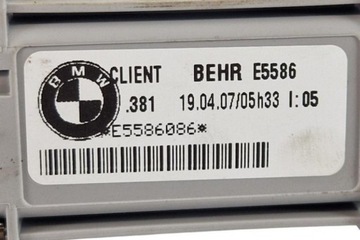 BMW
CLIENT BEHR E5586
.381 19.04.07/05h33 I:05
*E5586086*